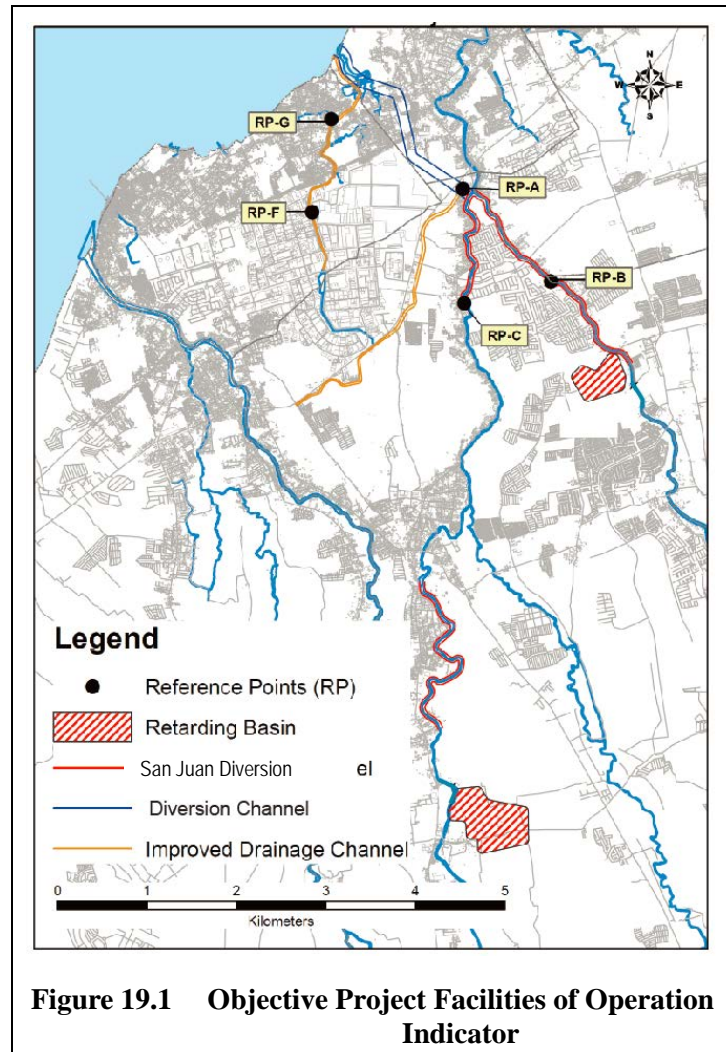 N
W E
S
RP-G
RP-A
RP-F
RP-B
RP-C
Legend
Reference Points (RP)
Retarding Basin
San Juan Diversion el
Diversion Channel
Improved Drainage Channel
0 1 2 3 4 5
Kilometers
Figure 19.1 Objective Project Facilities of Operation
Indicator